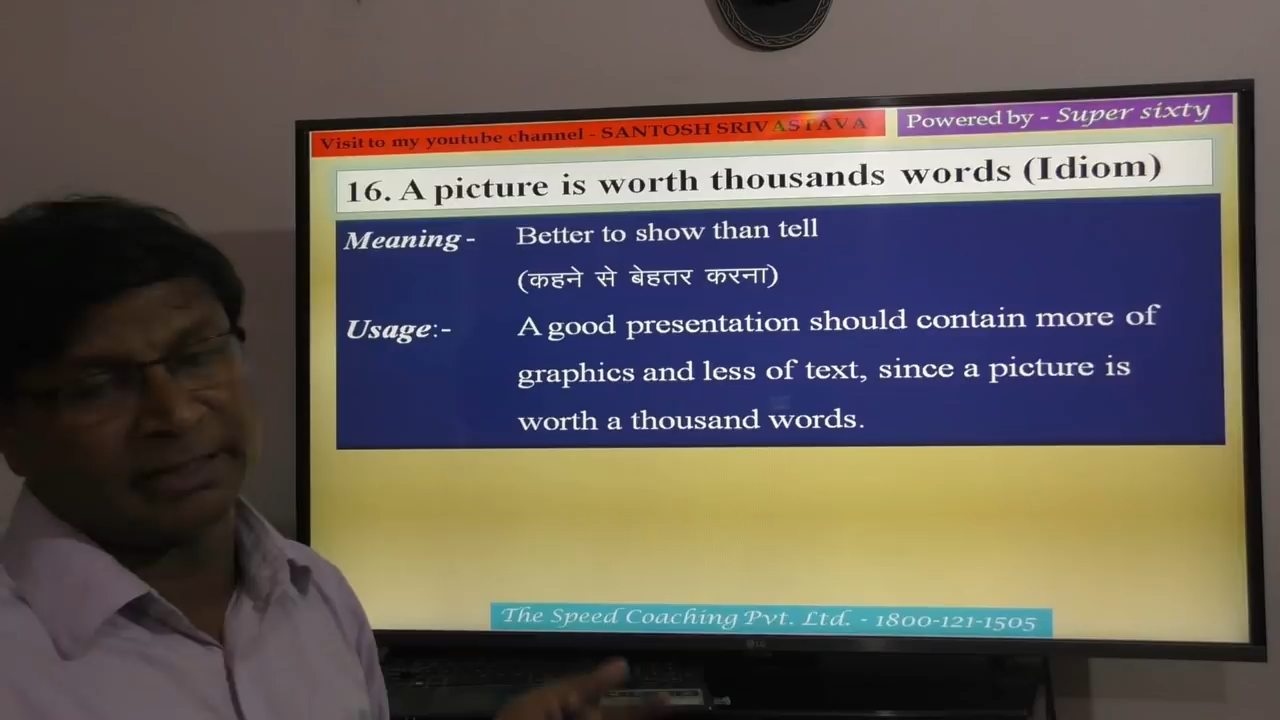 Visit to my youtube channel - SANTOSH SRIVASTAVA
Powered by - Super sixty
16. A picture is worth thousands words (Idiom)
Meaning- Better to show than tell
(कहने से बेहतर करना)
Usage:- A good presentation should contain more of
graphics and less of text, since a picture is
worth a thousand words.
The Speed Coaching Pvt. Ltd. - 1800-121-1505
LG